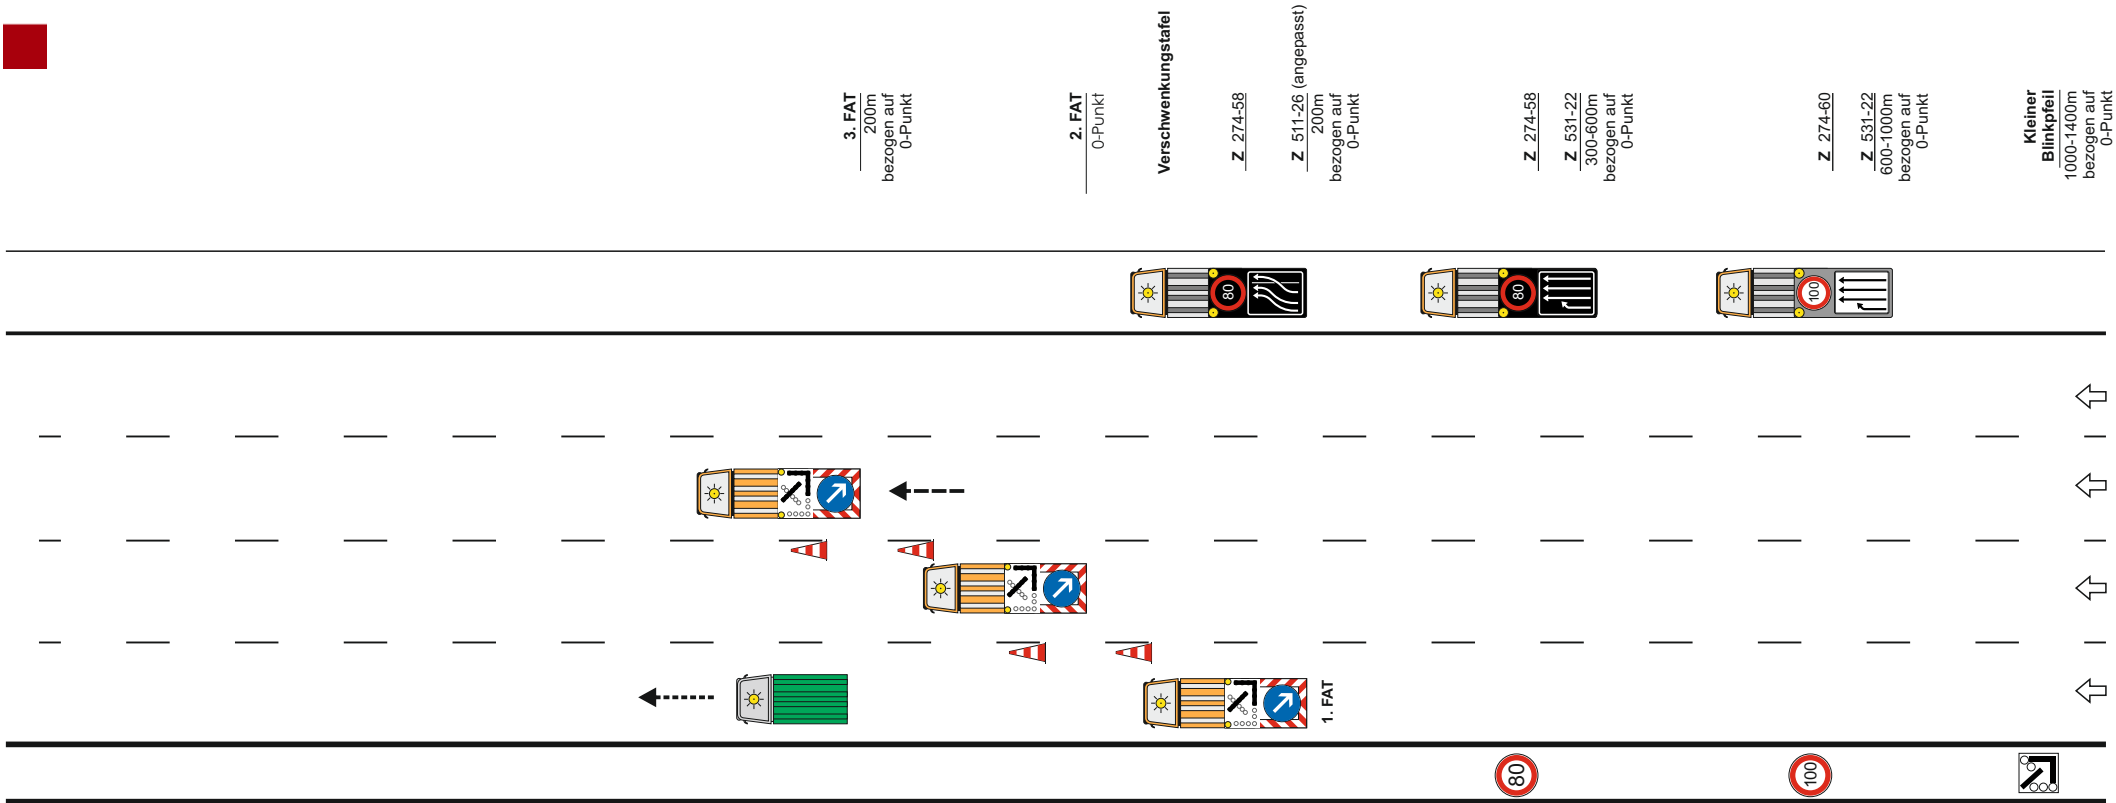 3. FAT
200m
bezogen auf
0-Punkt
2. FAT
0-Punkt
Verschwenkungstafel
Z 274-58
Z 511-26 (angepasst)
200m
bezogen auf
0-Punkt
Z 274-58
Z 531-22
300-600m
bezogen auf
0-Punkt
Z 274-60
Z 531-22
600-1000m
bezogen auf
0-Punkt
Kleiner
Blinkpfeil
1000-1400m
bezogen auf
0-Punkt
80
80
100
1. FAT
80
100